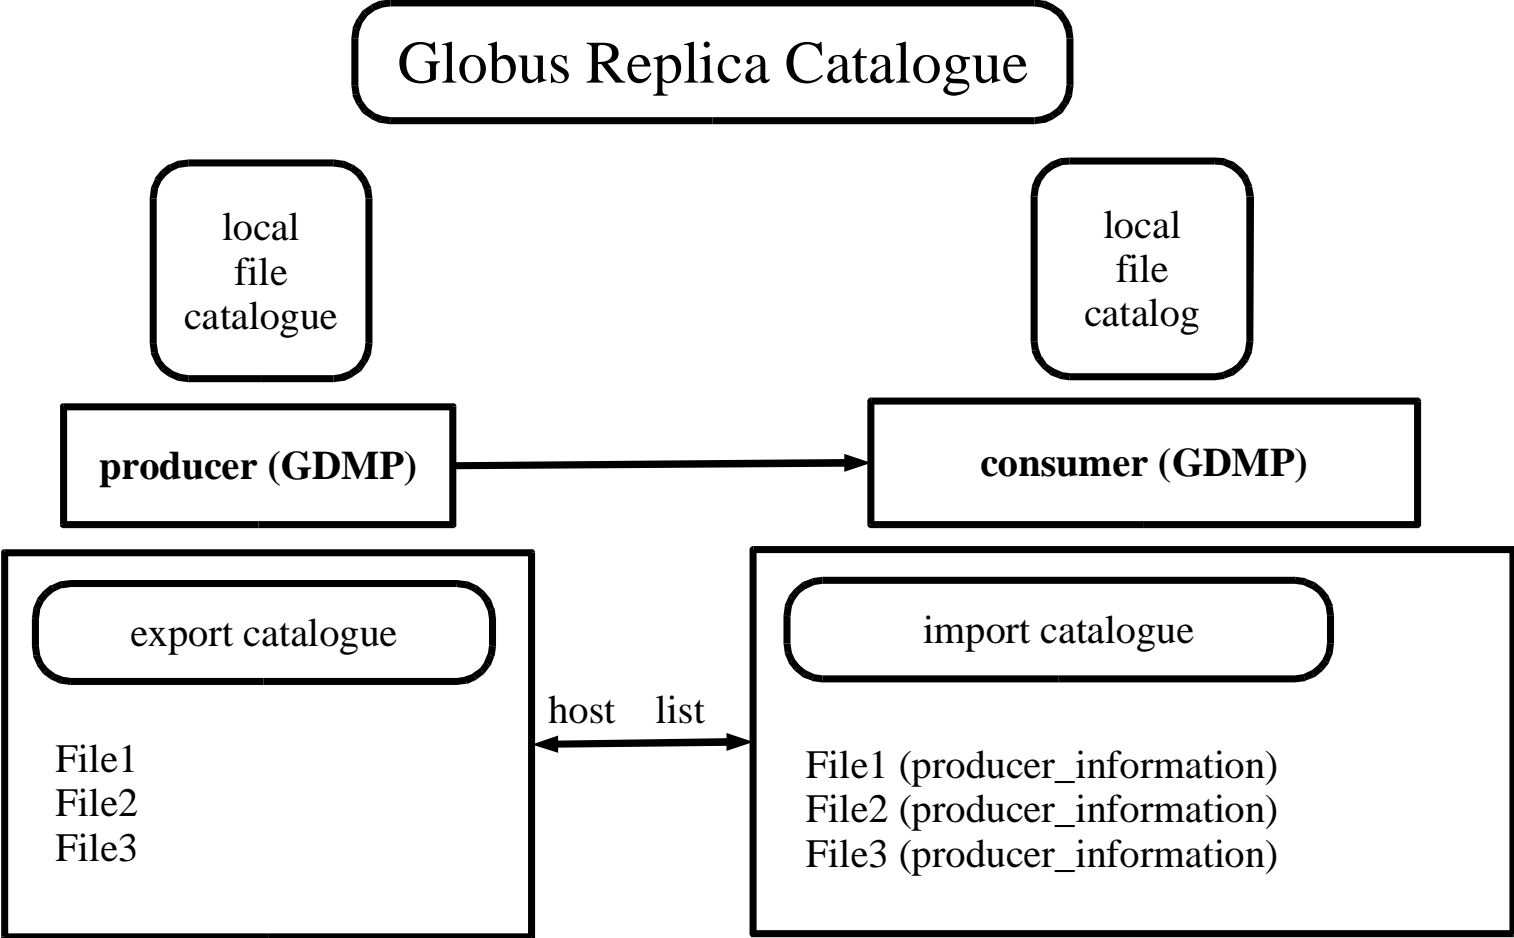 Globus Replica Catalogue
local
file
catalogue
local
file
catalog
producer (GDMP)
consumer (GDMP)
export catalogue
File1
File2
File3
host list
import catalogue
File1 (producer_information)
File2 (producer_information)
File3 (producer_information)